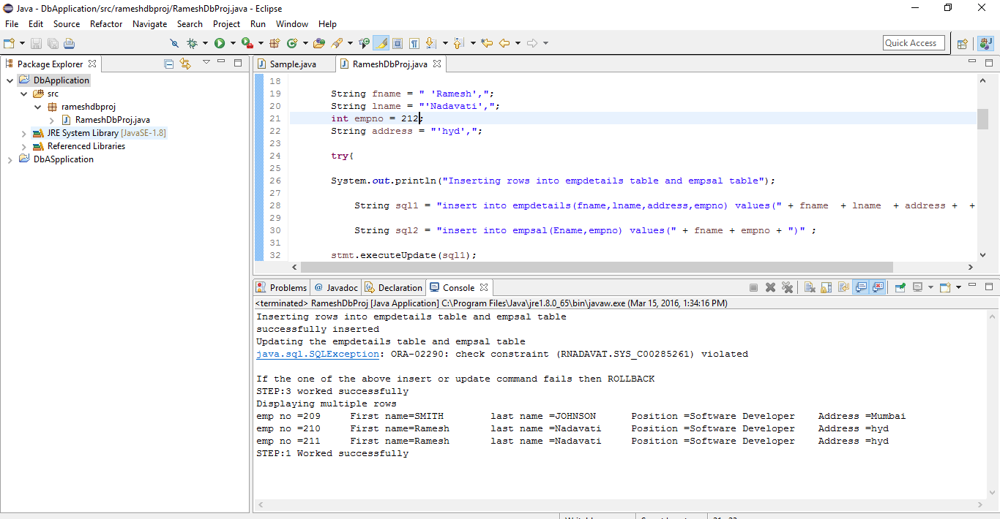 Java - DbApplication/src/rameshdbproj/RameshDbProj.java - Eclipse
File Edit Source Refactor Navigate Search Project Run Window Help
Quick Access
Package Explorer
DbApplication
src
rameshdbproj
RameshDbProj.java
JRE System Library [JavaSE-1.8]
Referenced Libraries
DbASpplication
Sample.java RameshDbProj.java
18
19 String fname = " 'Ramesh',";
20 String lname = "'Nadavati',";
21 int empno = 212;
22 String address = "'hyd',";
23
24 try{
25
26 System.out.println("Inserting rows into empdetails table and empsal table");
27
28 String sql1 = "insert into empdetails(fname,lname,address,empno) values(" + fname + lname + address + +
29
30 String sql2 = "insert into empsal(Ename,empno) values(" + fname + empno + ")" ;
31
32 stmt.executeUpdate(sql1);
Problems @ Javadoc Declaration Console
<terminated> RameshDbProj [Java Application] C:\Program Files\Java\jre1.8.0_65\bin\javaw.exe (Mar 15, 2016, 1:34:16 PM)
Inserting rows into empdetails table and empsal table
successfully inserted
Updating the empdetails table and empsal table
java.sql.SQLException: ORA-02290: check constraint (RNADAVAT.SYS_C00285261) violated
If the one of the above insert or update command fails then ROLLBACK
STEP:3 worked successfully
Displaying multiple rows
emp no =209 First name=SMITH last name =JOHNSON Position =Software Developer Address =Mumbai
emp no =210 First name=Ramesh last name =Nadavati Position =Software Developer Address =hyd
emp no =211 First name=Ramesh last name =Nadavati Position =Software Developer Address =hyd
STEP:1 Worked successfully